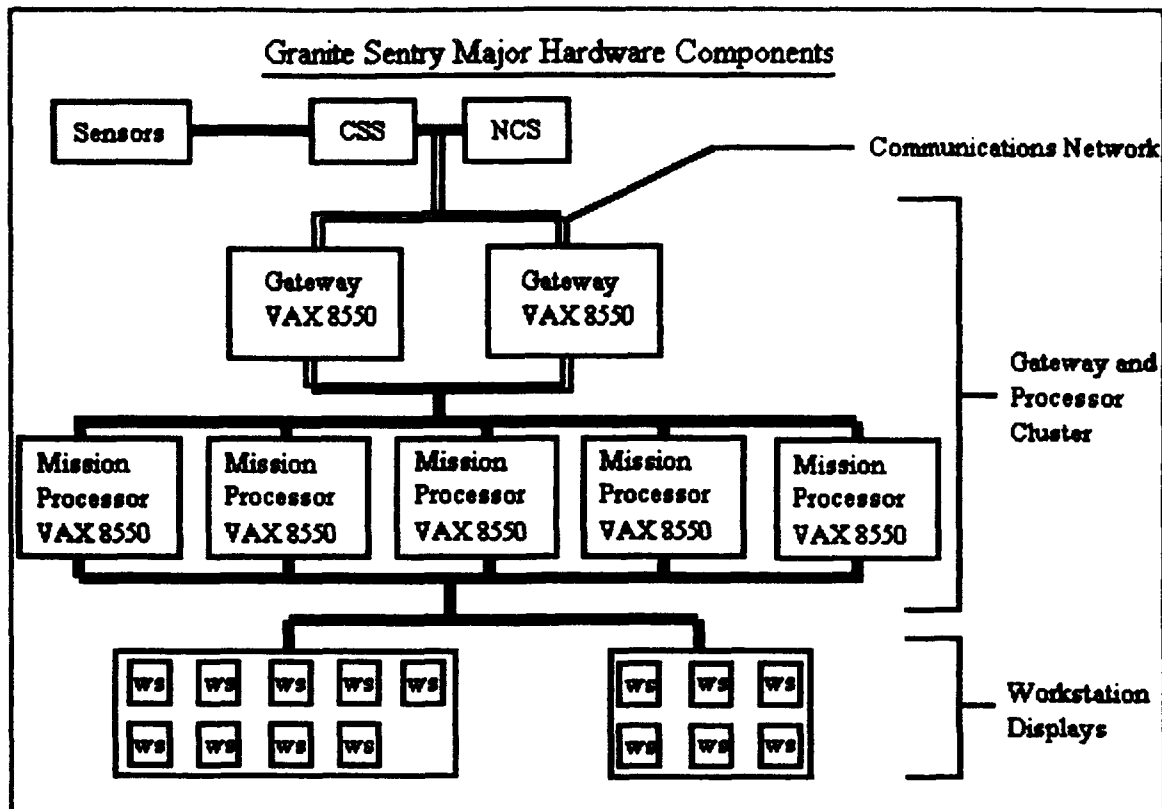 Granite Sentry Major Hardware Components
Sensors
CSS
NCS
Communications Network
Gateway
VAX 8550
Gateway
VAX 8550
Gateway and
Processor
Cluster
Mission
Processor
VAX 8550
Mission
Processor
VAX 8550
Mission
Processor
VAX 8550
Mission
Processor
VAX 8550
Mission
Processor
VAX 8550
ws ws ws ws ws
ws ws ws ws
ws ws ws
ws ws ws
Workstation
Displays